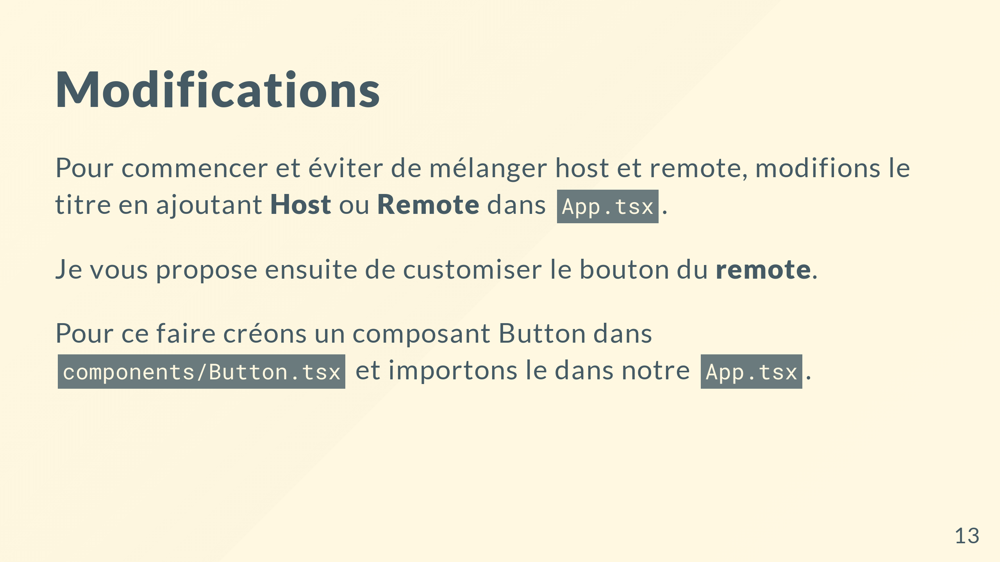 Modifications
Pour commencer et éviter de mélanger host et remote, modifions le
titre en ajoutant Host ou Remote dans App.tsx.
Je vous propose ensuite de customiser le bouton du remote.
Pour ce faire créons un composant Button dans
components/Button.tsx et importons le dans notre App.tsx.
13